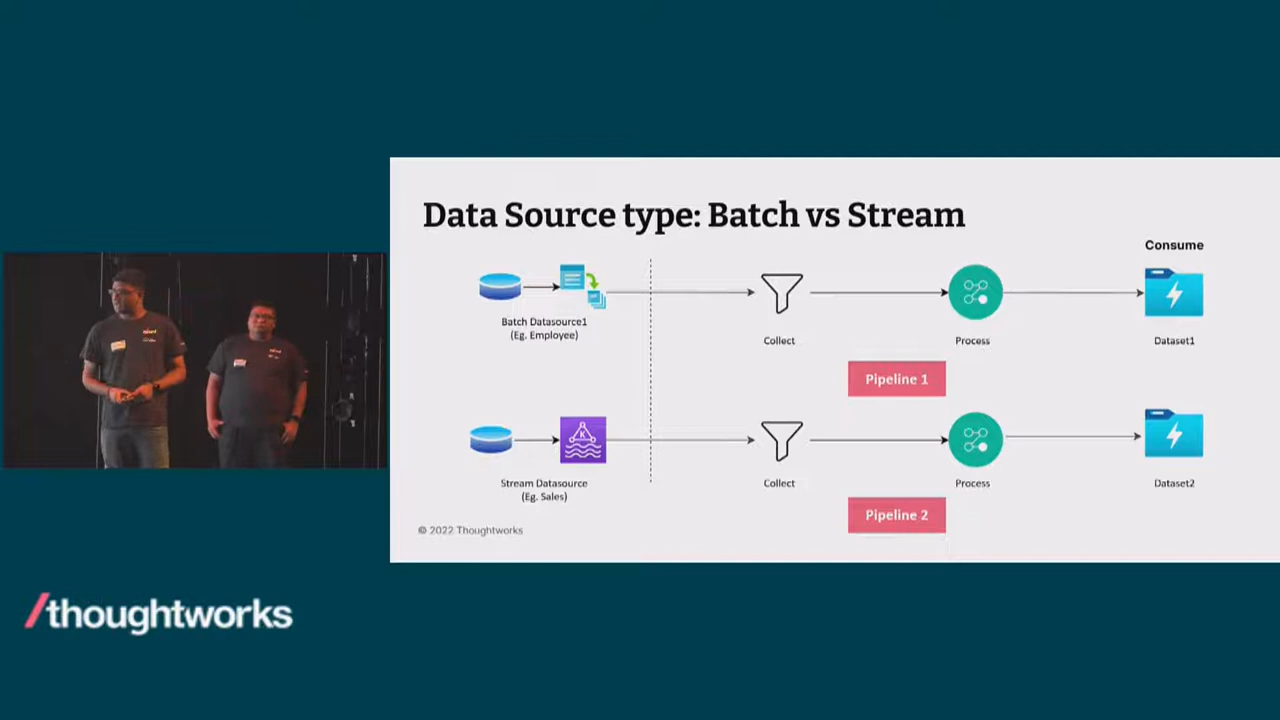 Data Source type: Batch vs Stream
Consume
Batch Datasource1
(Eg. Employee)
Collect
Process
Dataset1
Pipeline 1
Stream Datasource
(Eg. Sales)
Collect
Process
Dataset2
Pipeline 2
© 2022 Thoughtworks
/thoughtworks